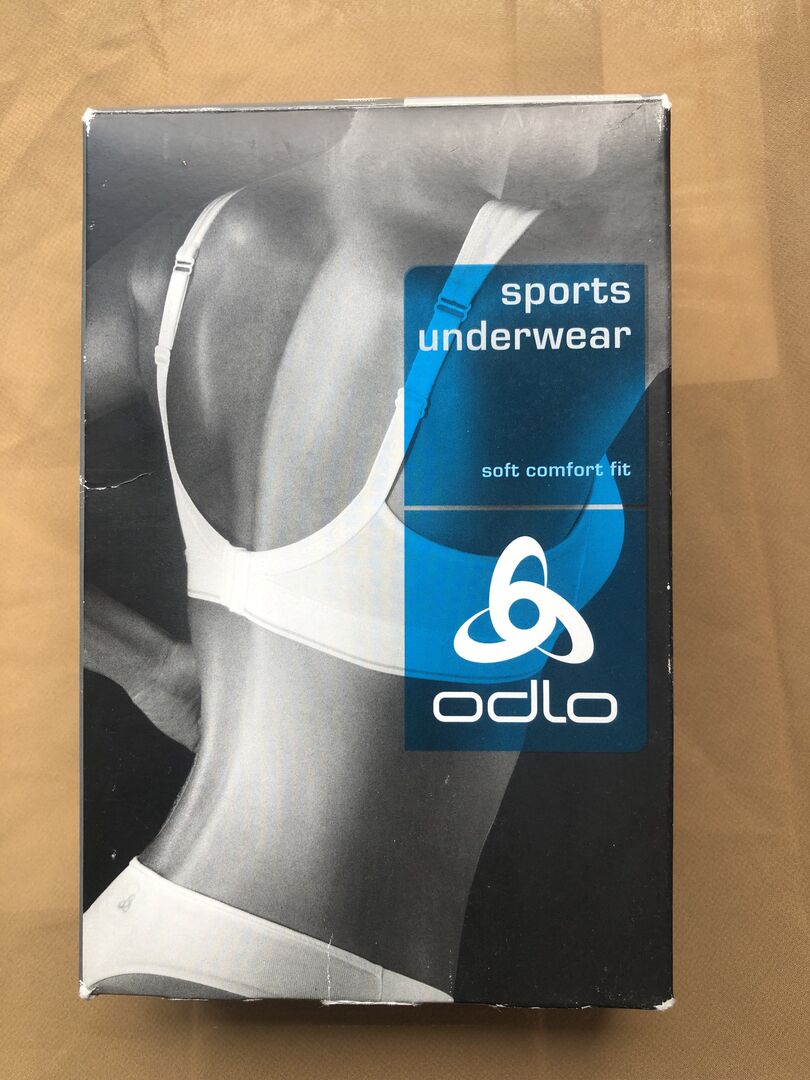 sports
underwear
soft comfort fit
odlo